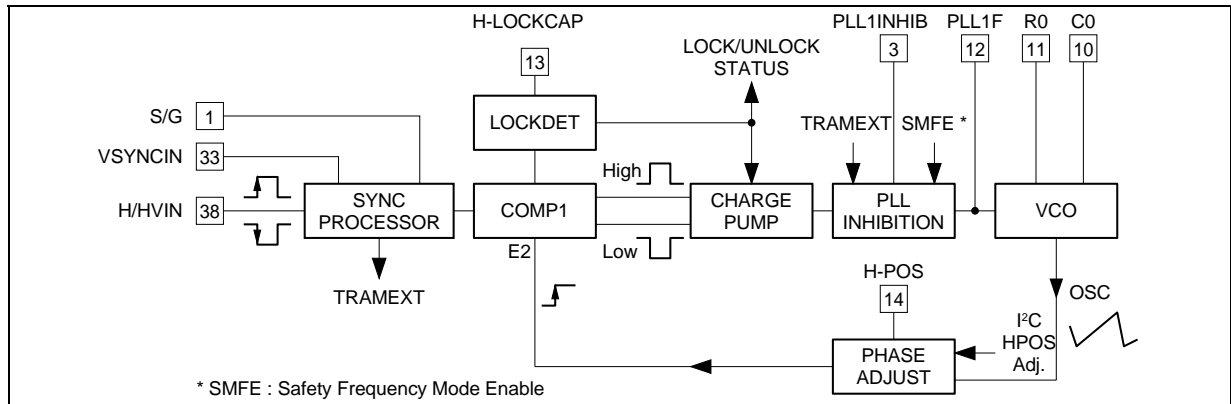 H-LOCKCAP
13
LOCK/UNLOCK
STATUS
PLL1INHIB
3
PLL1F
12
R0
11
C0
10
S/G 1
VSYNCIN 33
H/HVIN 38
LOCKDET
TRAMEXT SMFE *
High
SYNC
PROCESSOR
COMP1
CHARGE
PUMP
PLL
INHIBITION
VCO
E2
Low
TRAMEXT
H-POS
14
OSC
I²C
HPOS
Adj.
PHASE
ADJUST
* SMFE : Safety Frequency Mode Enable